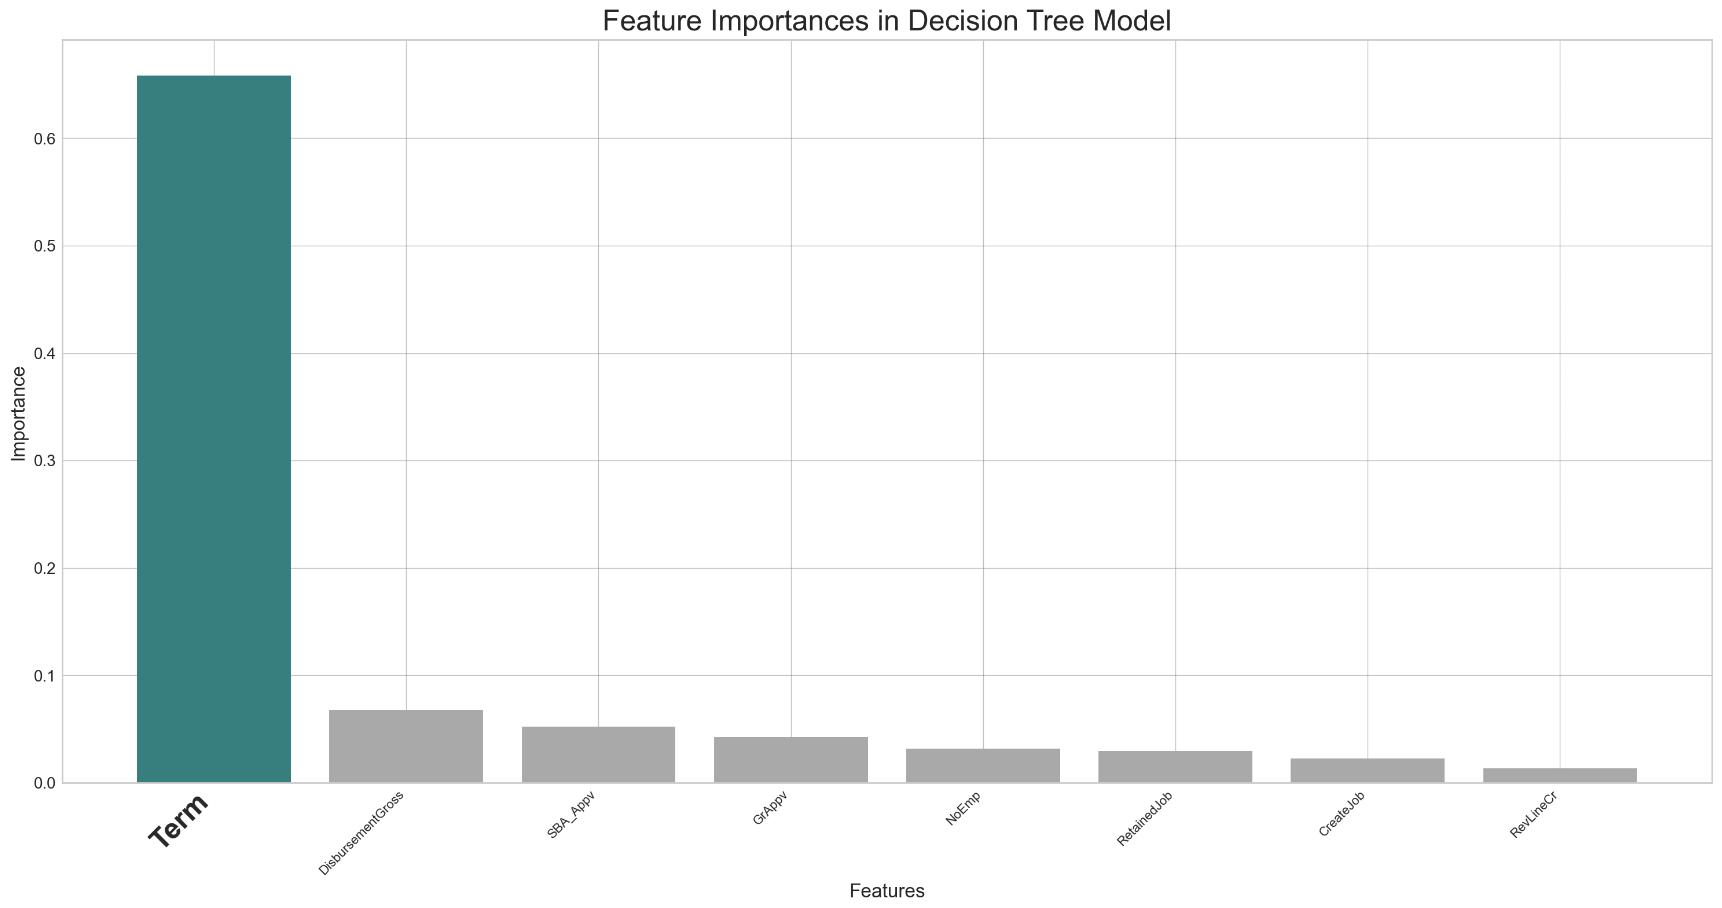 Feature Importances in Decision Tree Model
Importance
0.6
0.5
0.4
0.3
0.2
0.1
0.0
Term
DisbursementGross
SBA_Appv
GrAppv
NoEmp
RetainedJob
CreateJob
RevLineCr
Features